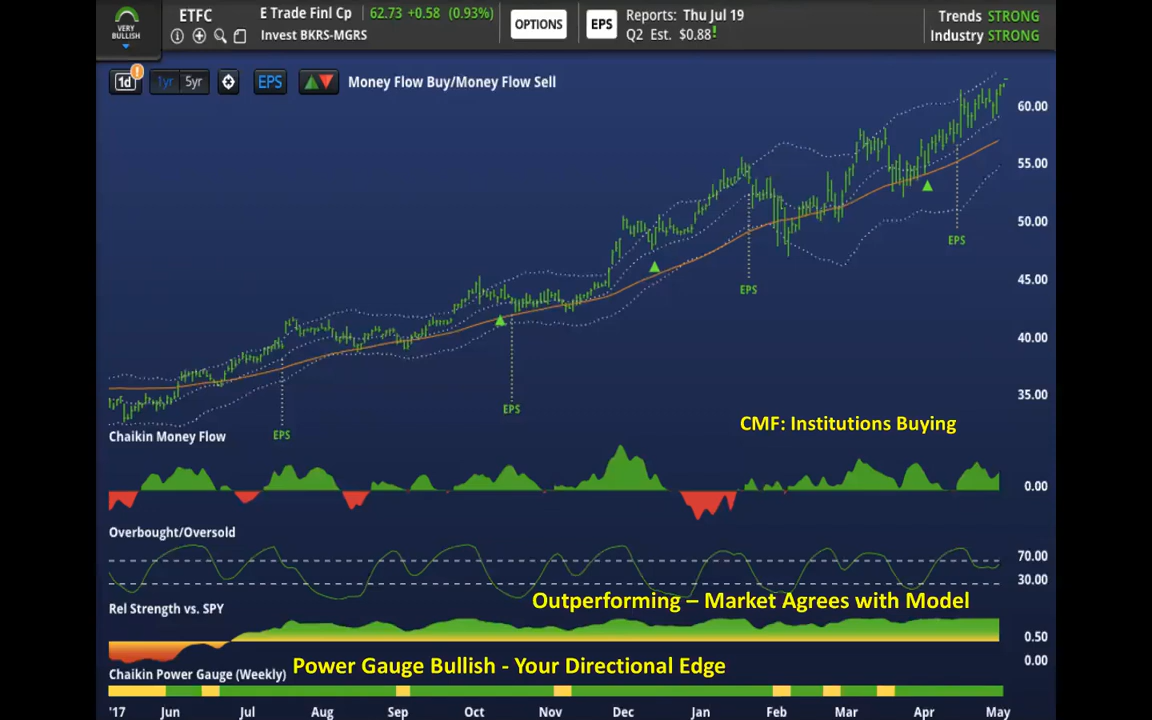 VERY
BULLISH
ETFC
E Trade Finl Cp
62.73 +0.58 (0.93%)
Invest BKRS-MGRS
OPTIONS
EPS
Reports: Thu Jul 19
Q2 Est. $0.88!
Trends STRONG
Industry STRONG
1d
!
1yr
5yr
EPS
Money Flow Buy/Money Flow Sell
60.00
55.00
50.00
45.00
40.00
35.00
EPS
EPS
EPS
EPS
CMF: Institutions Buying
Chaikin Money Flow
0.00
Overbought/Oversold
70.00
30.00
Outperforming – Market Agrees with Model
Rel Strength vs. SPY
0.50
0.00
Power Gauge Bullish - Your Directional Edge
Chaikin Power Gauge (Weekly)
'17 Jun Jul Aug Sep Oct Nov Dec Jan Feb Mar Apr May